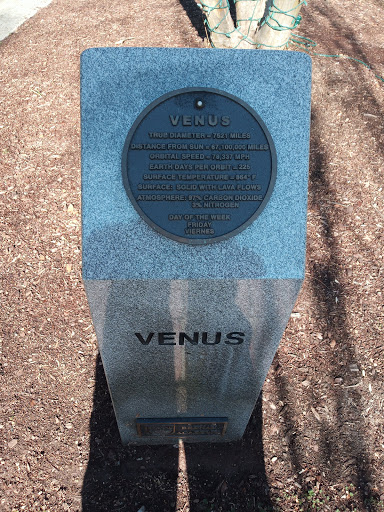 VENUS
TRUE DIAMETER = 7521 MILES
DISTANCE FROM SUN = 67,100,000 MILES
ORBITAL SPEED = 78,337 MPH
EARTH DAYS PER ORBIT = 225
SURFACE TEMPERATURE = 864° F
SURFACE: SOLID WITH LAVA FLOWS
ATMOSPHERE: 97% CARBON DIOXIDE
3% NITROGEN
DAY OF THE WEEK
FRIDAY
VIERNES
VENUS